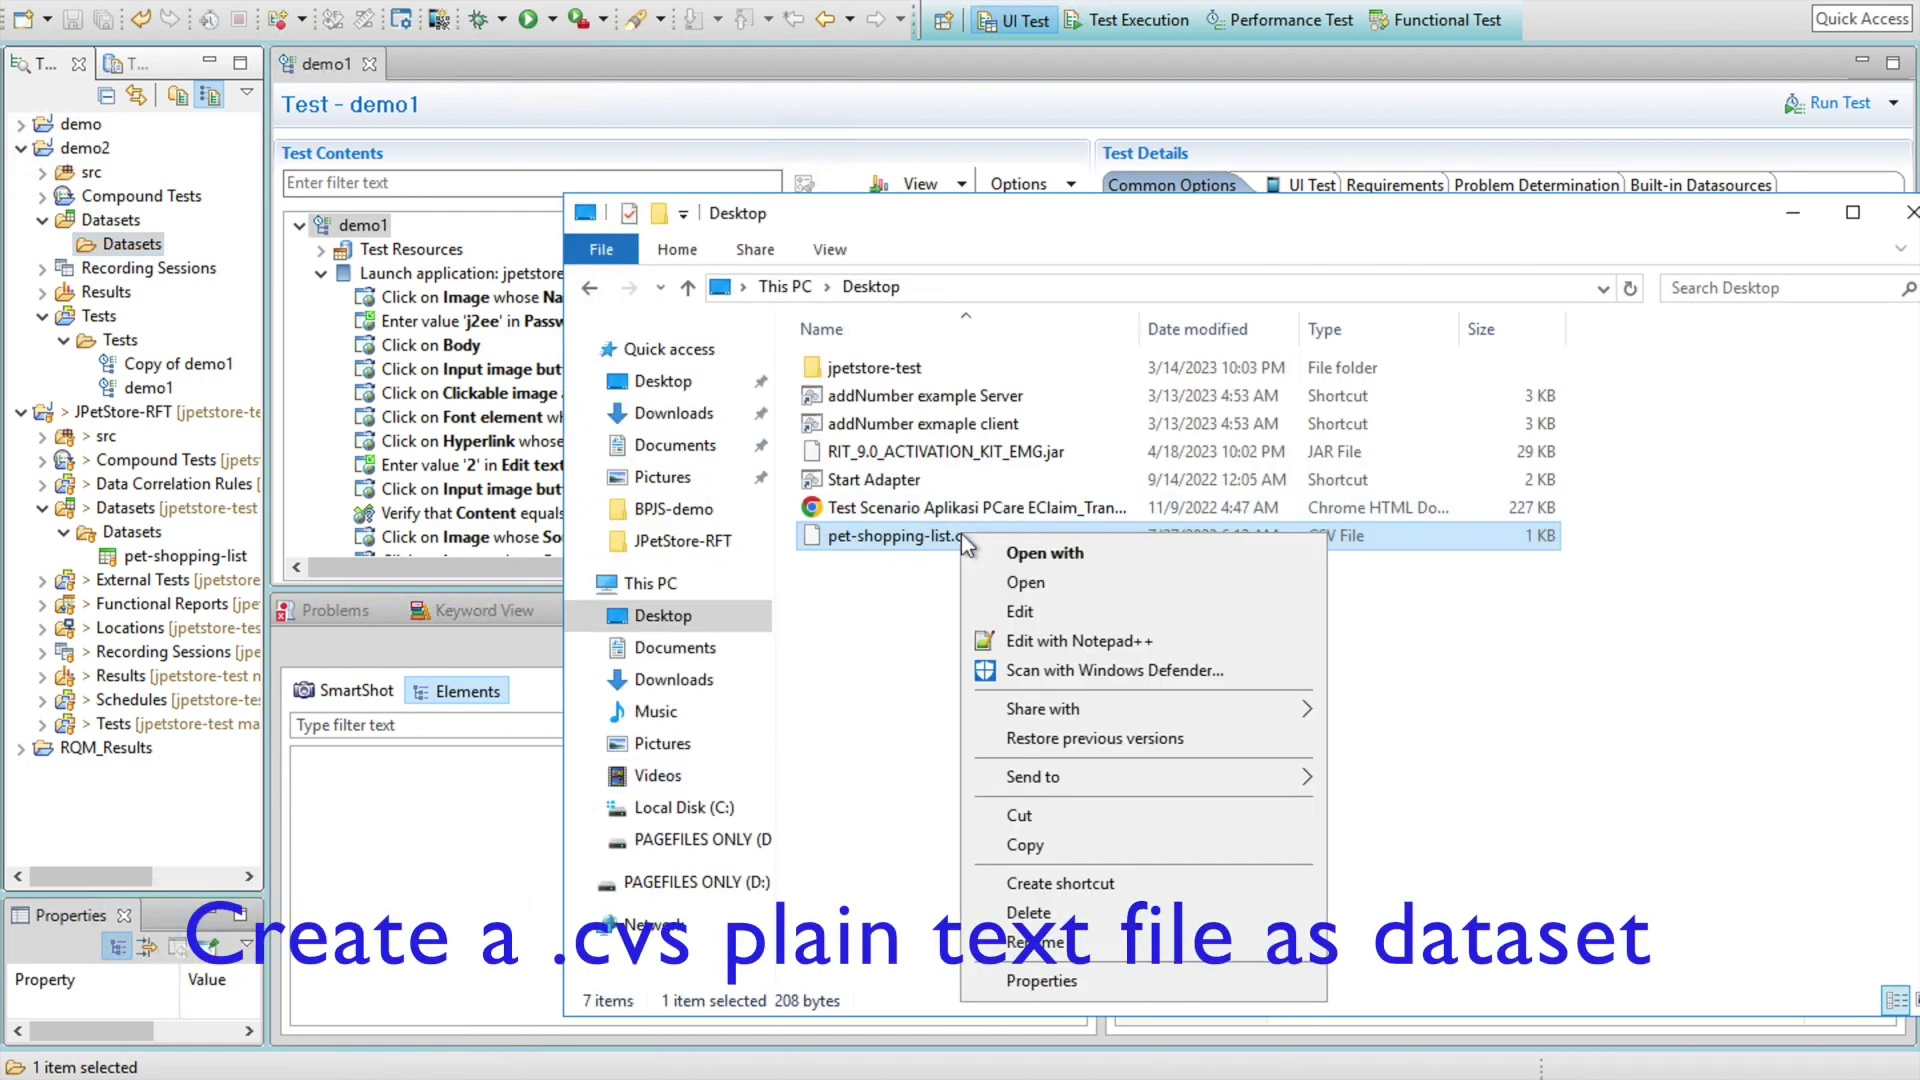 UI Test Test Execution Performance Test Functional Test Quick Access
T... T... demo1
Test - demo1 Run Test
Test Contents Test Details
Enter filter text View Options Common Options UI Test Requirements Problem Determination Built-in Datasources
demo
demo2
src
Compound Tests
Datasets
Datasets
Recording Sessions
Results
Tests
Tests
Copy of demo1
demo1
> JPetStore-RFT [jpetstore-te
> src
> Compound Tests [jpets
> Data Correlation Rules [
> Datasets [jpetstore-test
Datasets
pet-shopping-list
> External Tests [jpetstore
> Functional Reports [jpe
> Locations [jpetstore-test
> Recording Sessions [jpe
> Results [jpetstore-test n
> Schedules [jpetstore-te
> Tests [jpetstore-test ma
RQM_Results
demo1
Test Resources
Launch application: jpetstore
Click on Image whose Na
Enter value 'j2ee' in Passw
Click on Body
Click on Input image but
Click on Clickable image
Click on Font element wh
Click on Hyperlink whose
Enter value '2' in Edit text
Click on Input image but
Verify that Content equals
Click on Image whose So
Problems Keyword View
SmartShot Elements
Type filter text
Properties
Property Value
Desktop
File Home Share View
This PC Desktop Search Desktop
Name Date modified Type Size
jpetstore-test 3/14/2023 10:03 PM File folder
addNumber example Server 3/13/2023 4:53 AM Shortcut 3 KB
addNumber exmaple client 3/13/2023 4:53 AM Shortcut 3 KB
RIT_9.0_ACTIVATION_KIT_EMG.jar 4/18/2023 10:02 PM JAR File 29 KB
Start Adapter 9/14/2022 12:05 AM Shortcut 2 KB
Test Scenario Aplikasi PCare EClaim_Tran... 11/9/2022 4:47 AM Chrome HTML Do... 227 KB
pet-shopping-list.c CSV File 1 KB
Quick access
Desktop
Downloads
Documents
Pictures
BPJS-demo
JPetStore-RFT
This PC
Desktop
Documents
Downloads
Music
Pictures
Videos
Local Disk (C:)
PAGEFILES ONLY (D
PAGEFILES ONLY (D:)
Network
Open with
Open
Edit
Edit with Notepad++
Scan with Windows Defender...
Share with
Restore previous versions
Send to
Cut
Copy
Create shortcut
Delete
Rename
Properties
Create a .cvs plain text file as dataset
7 items 1 item selected 208 bytes
1 item selected